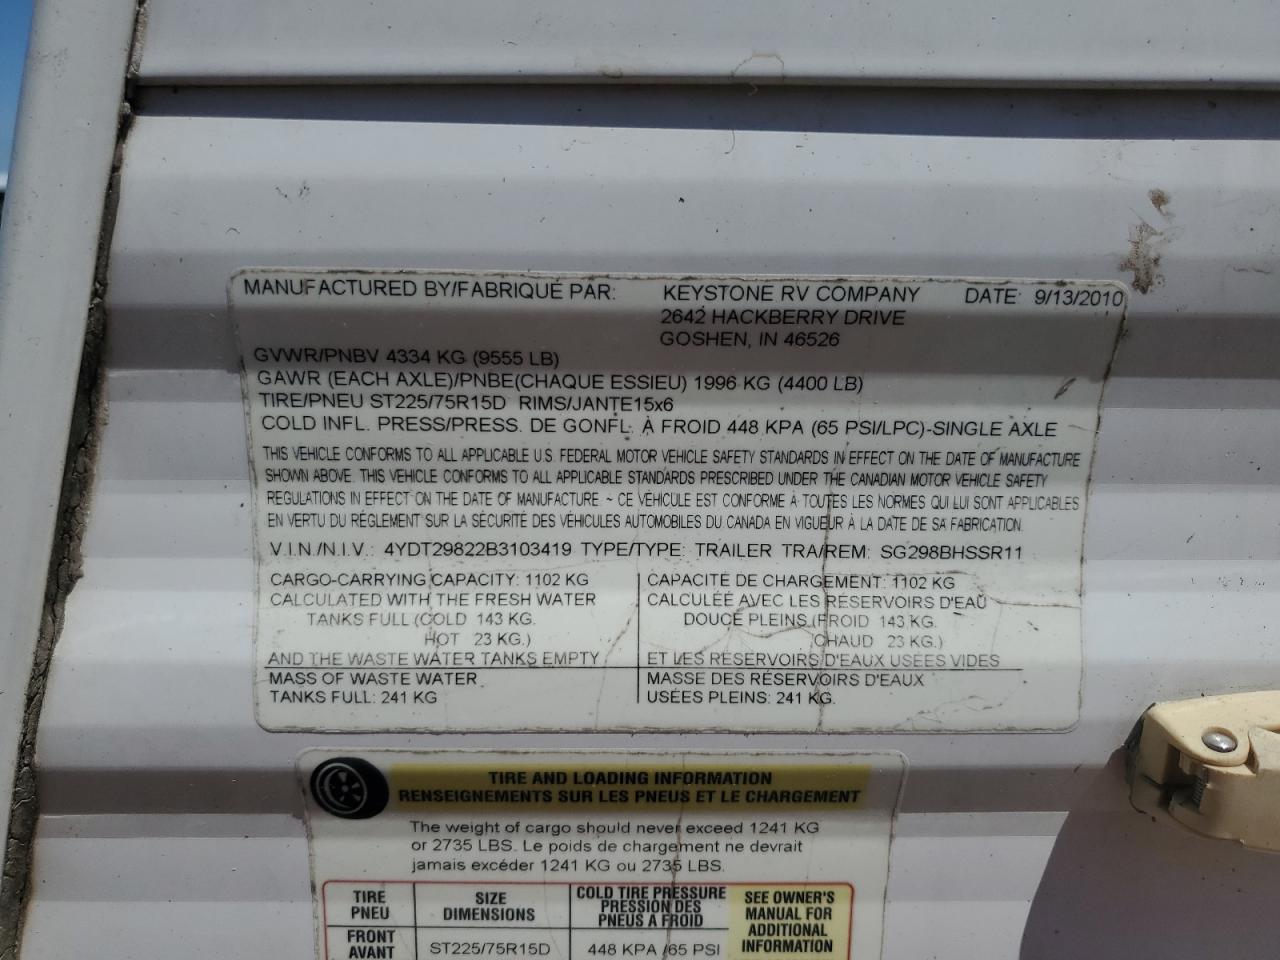 MANUFACTURED BY/FABRIQUÉ PAR: KEYSTONE RV COMPANY DATE: 9/13/2010
2642 HACKBERRY DRIVE
GOSHEN, IN 46526
GVWR/PNBV 4334 KG (9555 LB)
GAWR (EACH AXLE)/PNBE(CHAQUE ESSIEU) 1996 KG (4400 LB)
TIRE/PNEU ST225/75R15D RIMS/JANTE15x6
COLD INFL. PRESS/PRESS. DE GONFL. À FROID 448 KPA (65 PSI/LPC)-SINGLE AXLE
THIS VEHICLE CONFORMS TO ALL APPLICABLE U.S. FEDERAL MOTOR VEHICLE SAFETY STANDARDS IN EFFECT ON THE DATE OF MANUFACTURE
SHOWN ABOVE. THIS VEHICLE CONFORMS TO ALL APPLICABLE STANDARDS PRESCRIBED UNDER THE CANADIAN MOTOR VEHICLE SAFETY
REGULATIONS IN EFFECT ON THE DATE OF MANUFACTURE ~ CE VÉHICULE EST CONFORME À TOUTES LES NORMES QUI LUI SONT APPLICABLES
EN VERTU DU RÉGLEMENT SUR LA SÉCURITÉ DES VÉHICULES AUTOMOBILES DU CANADA EN VIGUEUR À LA DATE DE SA FABRICATION.
V.I.N./N.I.V.: 4YDT29822B3103419 TYPE/TYPE: TRAILER TRA/REM: SG298BHSSR11
CARGO-CARRYING CAPACITY: 1102 KG
CALCULATED WITH THE FRESH WATER
TANKS FULL (COLD 143 KG.
HOT 23 KG.)
AND THE WASTE WATER TANKS EMPTY
MASS OF WASTE WATER
TANKS FULL: 241 KG
CAPACITÉ DE CHARGEMENT: 1102 KG
CALCULÉE AVEC LES RÉSERVOIRS D'EAU
DOUCE PLEINS (FROID 143 KG.
CHAUD 23 KG.)
ET LES RÉSERVOIRS D'EAUX USÉES VIDES
MASSE DES RÉSERVOIRS D'EAUX
USÉES PLEINS: 241 KG.
TIRE AND LOADING INFORMATION
RENSEIGNEMENTS SUR LES PNEUS ET LE CHARGEMENT
The weight of cargo should never exceed 1241 KG
or 2735 LBS. Le poids de chargement ne devrait
jamais excéder 1241 KG ou 2735 LBS.
TIRE
PNEU
SIZE
DIMENSIONS
COLD TIRE PRESSURE
PRESSION DES
PNEUS A FROID
SEE OWNER'S
MANUAL FOR
ADDITIONAL
INFORMATION
FRONT
AVANT
ST225/75R15D
448 KPA /65 PSI